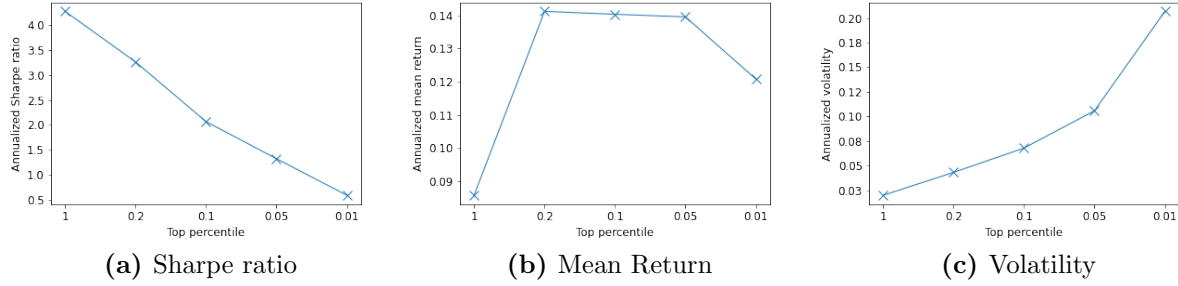 Annualized Sharpe ratio
4.0
3.5
3.0
2.5
2.0
1.5
1.0
0.5
1 0.2 0.1 0.05 0.01
Top percentile
(a) Sharpe ratio
Annualized mean return
0.14
0.13
0.12
0.11
0.10
0.09
1 0.2 0.1 0.05 0.01
Top percentile
(b) Mean Return
Annualized volatility
0.20
0.18
0.15
0.12
0.10
0.08
0.05
0.03
1 0.2 0.1 0.05 0.01
Top percentile
(c) Volatility